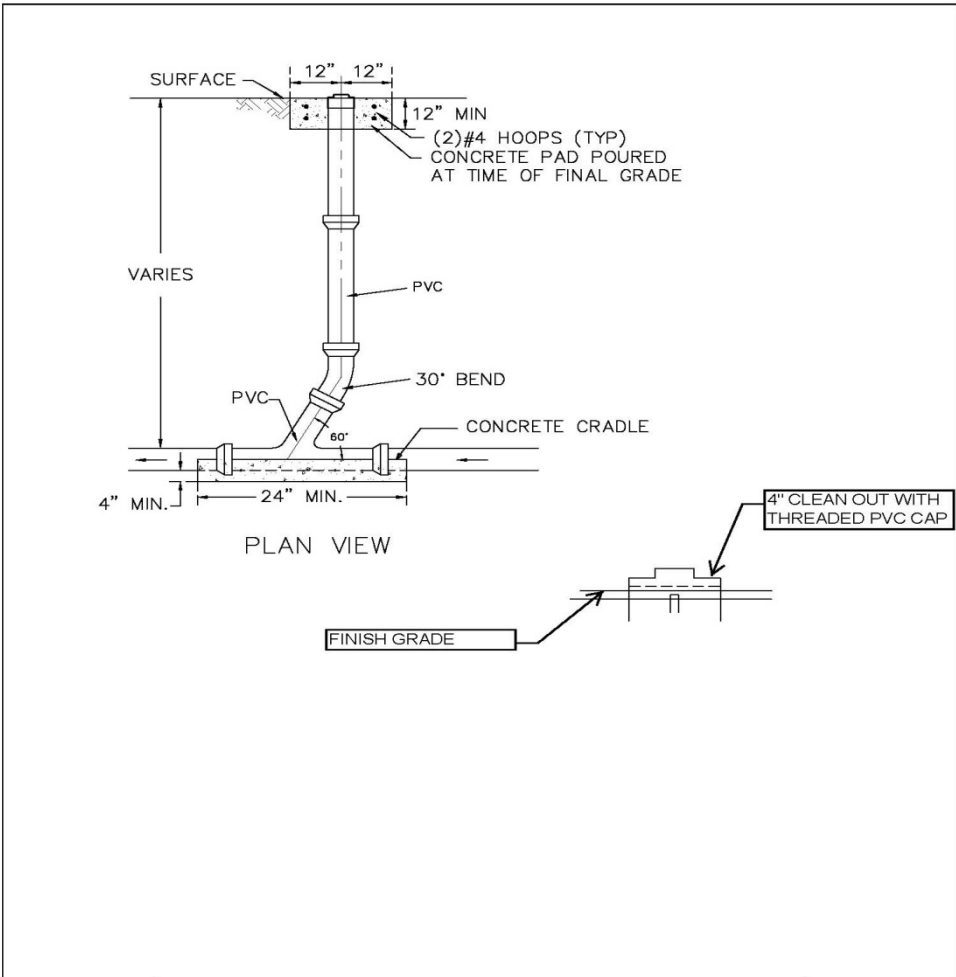 12" 12"
SURFACE
12" MIN
(2)#4 HOOPS (TYP)
CONCRETE PAD POURED
AT TIME OF FINAL GRADE
VARIES
PVC
30° BEND
PVC
60°
CONCRETE CRADLE
4" MIN.
24" MIN.
PLAN VIEW
4" CLEAN OUT WITH
THREADED PVC CAP
FINISH GRADE